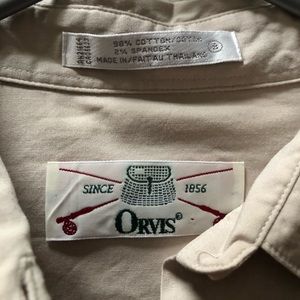 98% COTTON/COTON
2% SPANDEX
MADE IN/FAIT AU THAILAND
SINCE 1856
ORVIS®